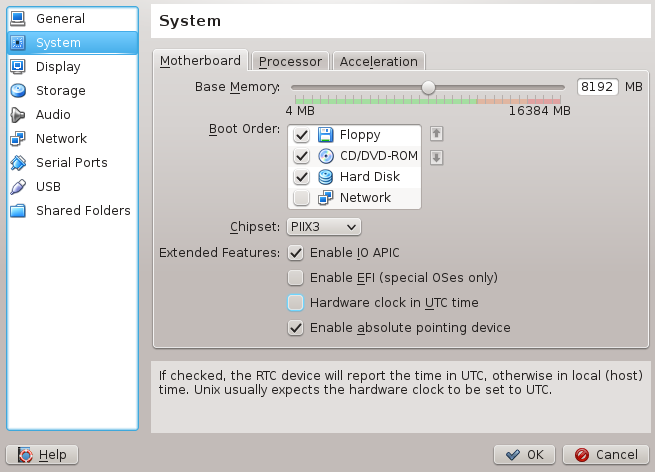 General
System
Display
Storage
Audio
Network
Serial Ports
USB
Shared Folders
System
Motherboard Processor Acceleration
Base Memory: 8192 MB
4 MB 16384 MB
Boot Order: Floppy
CD/DVD-ROM
Hard Disk
Network
Chipset: PIIX3
Extended Features: Enable IO APIC
Enable EFI (special OSes only)
Hardware clock in UTC time
Enable absolute pointing device
If checked, the RTC device will report the time in UTC, otherwise in local (host)
time. Unix usually expects the hardware clock to be set to UTC.
Help OK Cancel